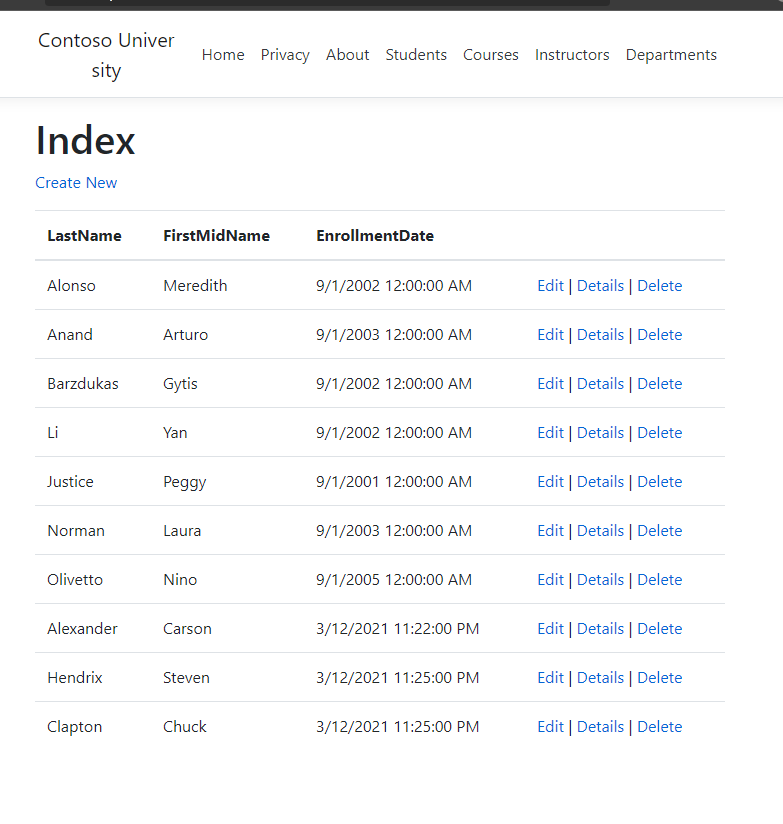 Contoso Univer
sity
Home Privacy About Students Courses Instructors Departments
Index
Create New
LastName FirstMidName EnrollmentDate
Alonso Meredith 9/1/2002 12:00:00 AM Edit | Details | Delete
Anand Arturo 9/1/2003 12:00:00 AM Edit | Details | Delete
Barzdukas Gytis 9/1/2002 12:00:00 AM Edit | Details | Delete
Li Yan 9/1/2002 12:00:00 AM Edit | Details | Delete
Justice Peggy 9/1/2001 12:00:00 AM Edit | Details | Delete
Norman Laura 9/1/2003 12:00:00 AM Edit | Details | Delete
Olivetto Nino 9/1/2005 12:00:00 AM Edit | Details | Delete
Alexander Carson 3/12/2021 11:22:00 PM Edit | Details | Delete
Hendrix Steven 3/12/2021 11:25:00 PM Edit | Details | Delete
Clapton Chuck 3/12/2021 11:25:00 PM Edit | Details | Delete